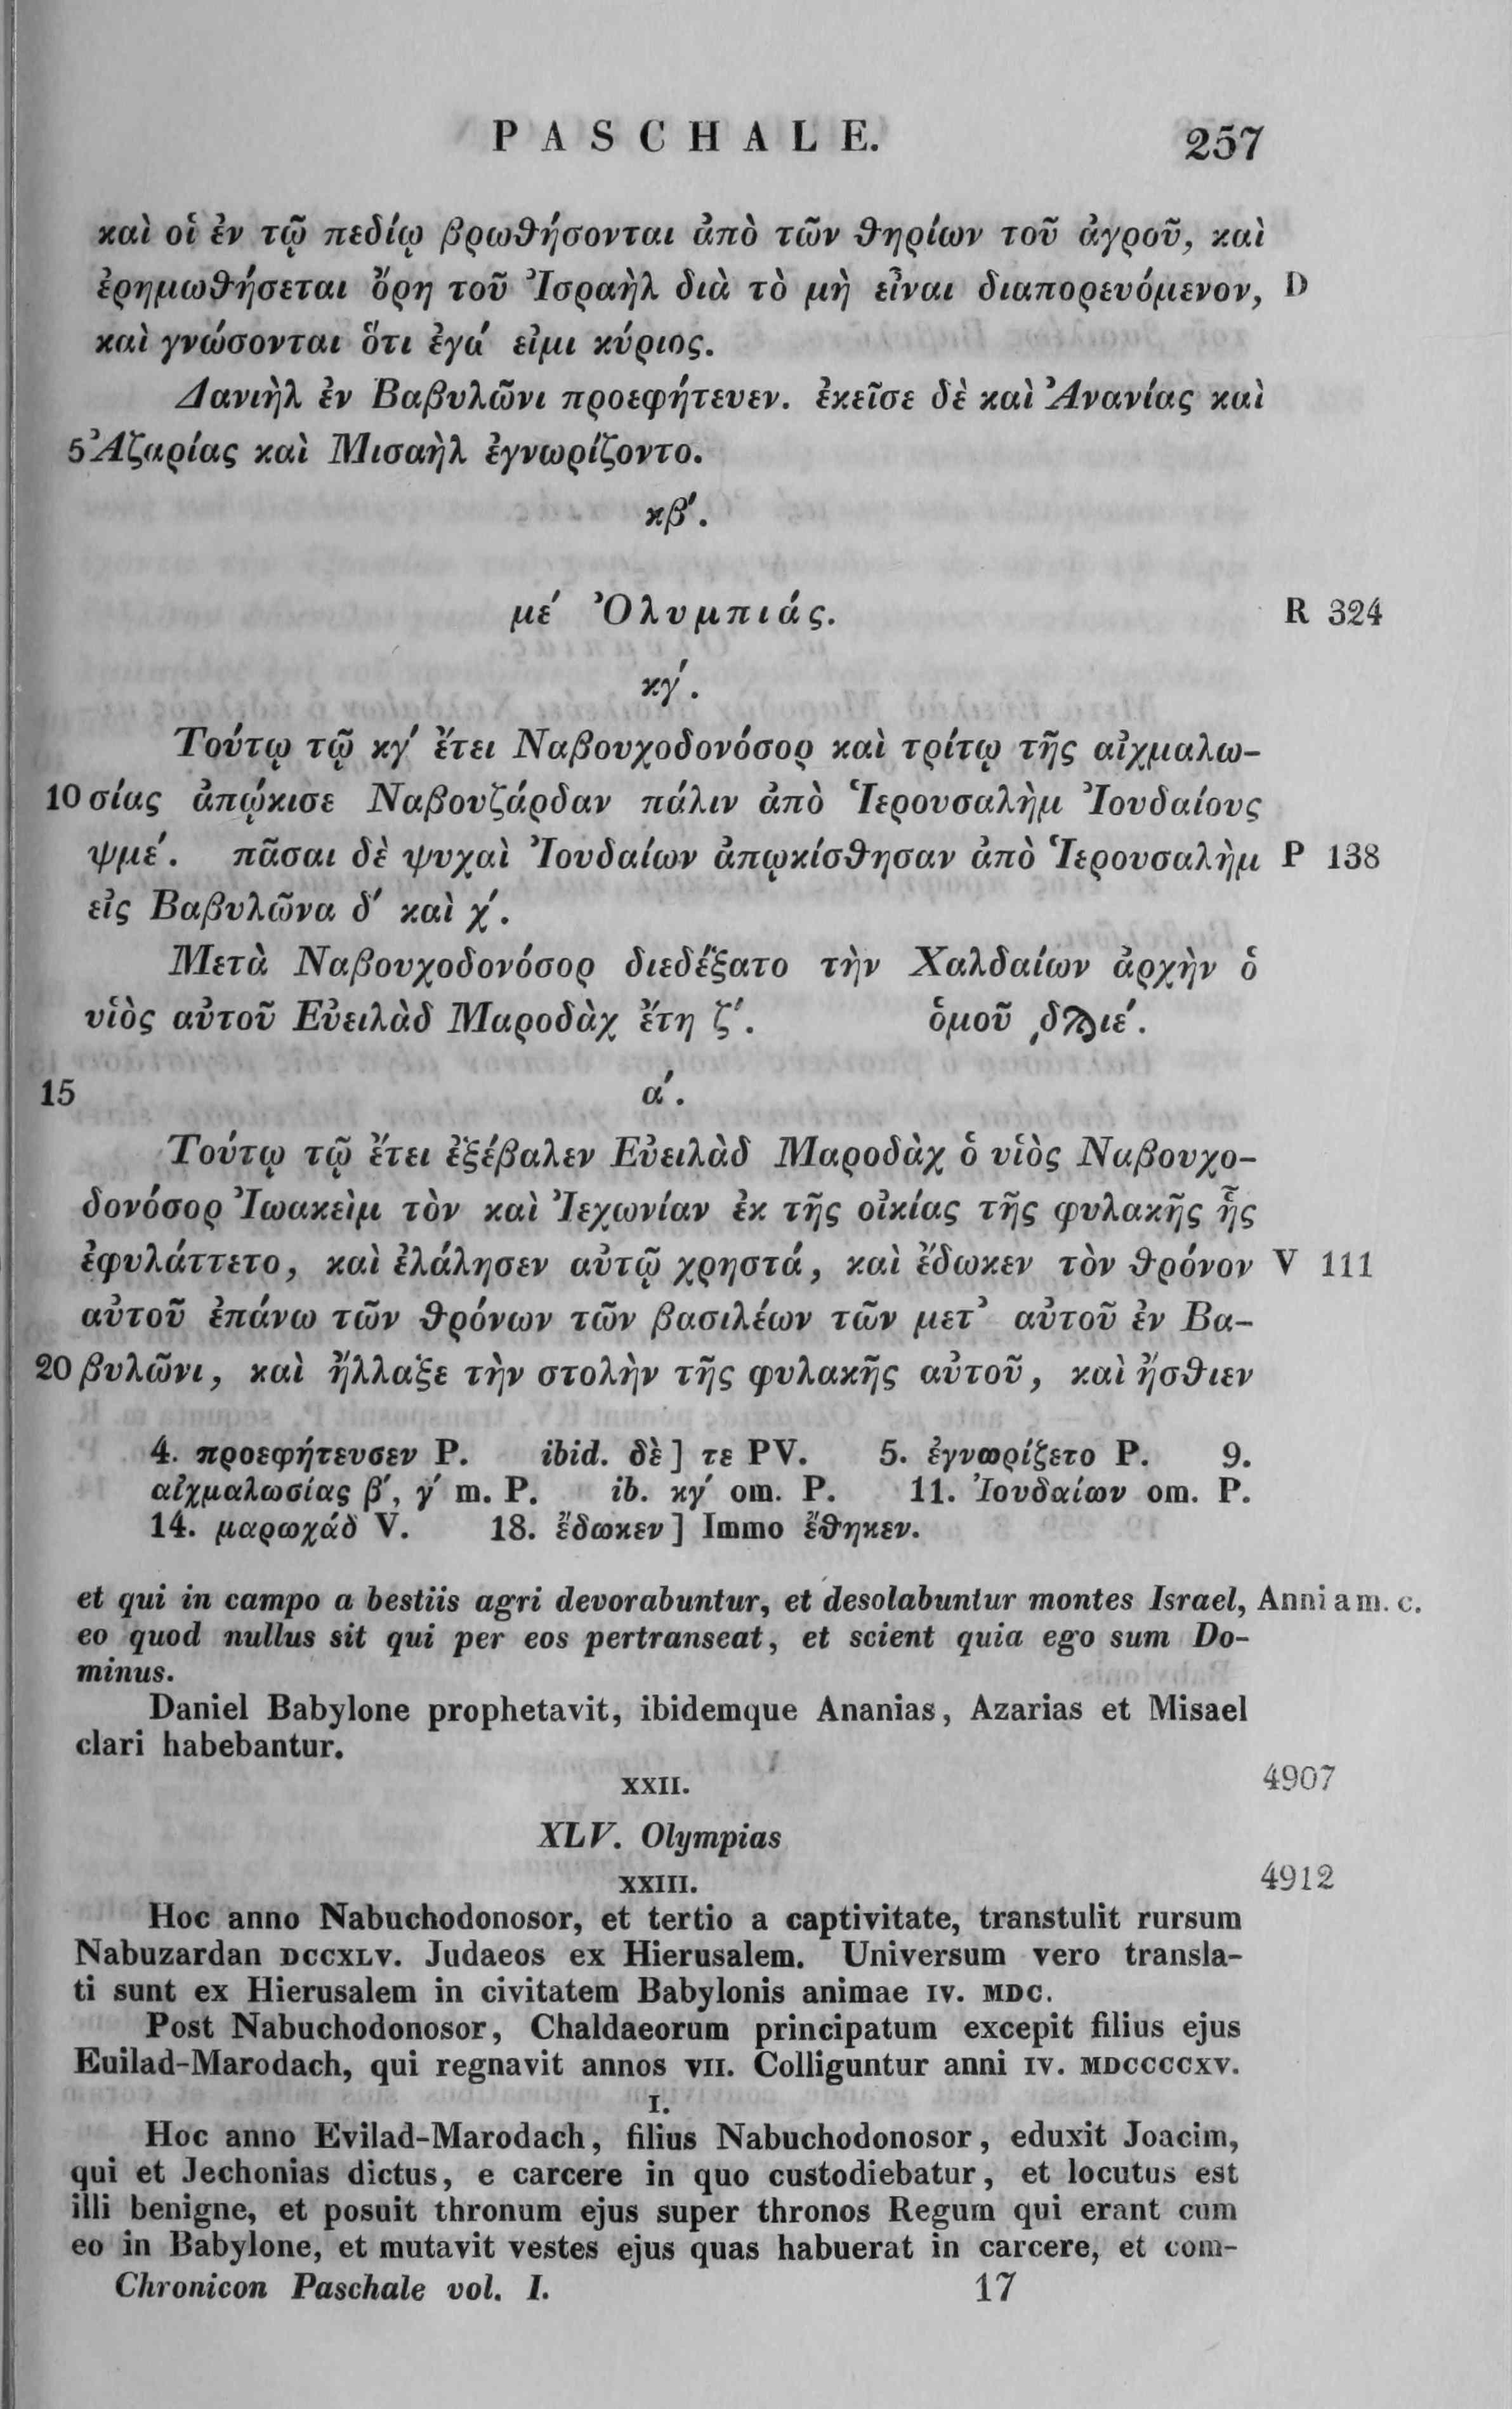 PASCHALE. 257
καὶ οἱ ἐν τῷ πεδίῳ βρωθήσονται ἀπὸ τῶν θηρίων τοῦ ἀγροῦ, καὶ
ἐρημωθήσεται ὄρη τοῦ Ἰσραὴλ διὰ τὸ μὴ εἶναι διαπορευόμενον, D
καὶ γνώσονται ὅτι ἐγώ εἰμι κύριος.
Δανιὴλ ἐν Βαβυλῶνι προεφήτευεν. ἐκεῖσε δὲ καὶ Ἀνανίας καὶ
5 Ἀζαρίας καὶ Μισαὴλ ἐγνωρίζοντο.
κβ΄.
με΄ Ὀλυμπιάς. R 324
κγ΄.
Τούτῳ τῷ κγ΄ ἔτει Ναβουχοδονόσορ καὶ τρίτῳ τῆς αἰχμαλω-
10 σίας ἀπῴκισε Ναβουζάρδαν πάλιν ἀπὸ Ἱερουσαλὴμ Ἰουδαίους
ψμε΄. πᾶσαι δὲ ψυχαὶ Ἰουδαίων ἀπῳκίσθησαν ἀπὸ Ἱερουσαλὴμ P 138
εἰς Βαβυλῶνα δ΄ καὶ χ΄.
Μετὰ Ναβουχοδονόσορ διεδέξατο τὴν Χαλδαίων ἀρχὴν ὁ
υἱὸς αὐτοῦ Εὐειλὰδ Μαροδὰχ ἔτη ζ΄. ὁμοῦ ͵δϡιε΄.
15 α΄.
Τούτῳ τῷ ἔτει ἐξέβαλεν Εὐειλὰδ Μαροδὰχ ὁ υἱὸς Ναβουχο-
δονόσορ Ἰωακεὶμ τὸν καὶ Ἰεχωνίαν ἐκ τῆς οἰκίας τῆς φυλακῆς ἧς
ἐφυλάττετο, καὶ ἐλάλησεν αὐτῷ χρηστά, καὶ ἔδωκεν τὸν θρόνον V 111
αὐτοῦ ἐπάνω τῶν θρόνων τῶν βασιλέων τῶν μετ᾽ αὐτοῦ ἐν Βα-
20 βυλῶνι, καὶ ἤλλαξε τὴν στολὴν τῆς φυλακῆς αὐτοῦ, καὶ ἤσθιεν
4. προεφήτευσεν P. ibid. δὲ] τε PV. 5. ἐγνωρίζετο P. 9.
αἰχμαλωσίας β΄, γ΄ m. P. ib. κγ΄ om. P. 11. Ἰουδαίων om. P.
14. μαρωχάδ V. 18. ἔδωκεν] Immo ἔθηκεν.
et qui in campo a bestiis agri devorabuntur, et desolabuntur montes Israel, Anni a m. c.
eo quod nullus sit qui per eos pertranseat, et scient quia ego sum Do-
minus.
Daniel Babylone prophetavit, ibidemque Ananias, Azarias et Misael
clari habebantur.
XXII. 4907
XLV. Olympias
XXIII. 4912
Hoc anno Nabuchodonosor, et tertio a captivitate, transtulit rursum
Nabuzardan DCCXLV. Judaeos ex Hierusalem. Universum vero transla-
ti sunt ex Hierusalem in civitatem Babylonis animae IV. MDC.
Post Nabuchodonosor, Chaldaeorum principatum excepit filius ejus
Euilad-Marodach, qui regnavit annos VII. Colliguntur anni IV. MDCCCCXV.
I.
Hoc anno Evilad-Marodach, filius Nabuchodonosor, eduxit Joacim,
qui et Jechonias dictus, e carcere in quo custodiebatur, et locutus est
illi benigne, et posuit thronum ejus super thronos Regum qui erant cum
eo in Babylone, et mutavit vestes ejus quas habuerat in carcere, et com-
Chronicon Paschale vol. I. 17